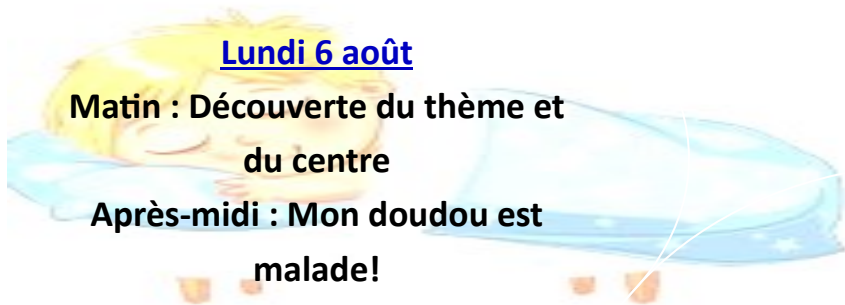 Lundi 6 août
Matin : Découverte du thème et
du centre
Après-midi : Mon doudou est
malade!